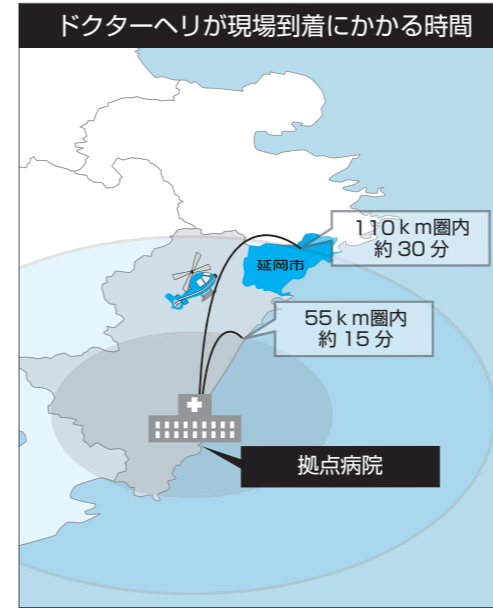 ドクターヘリが現場到着にかかる時間
110ｋｍ圏内
約30分
延岡市
55ｋｍ圏内
約15分
拠点病院